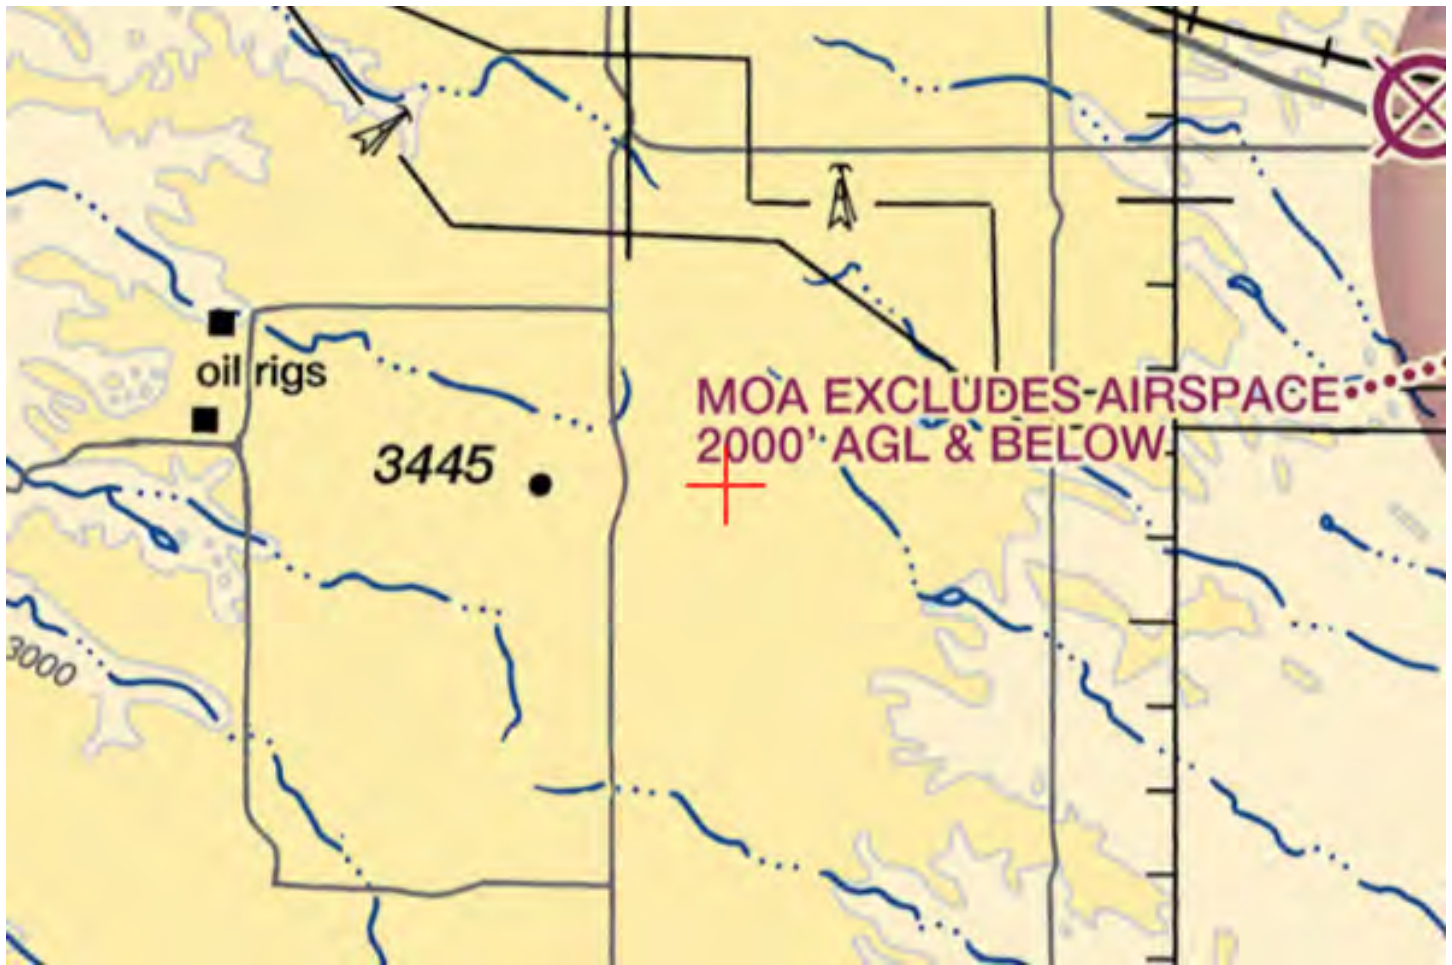 oil rigs
MOA EXCLUDES AIRSPACE
2000' AGL & BELOW
3445
3000